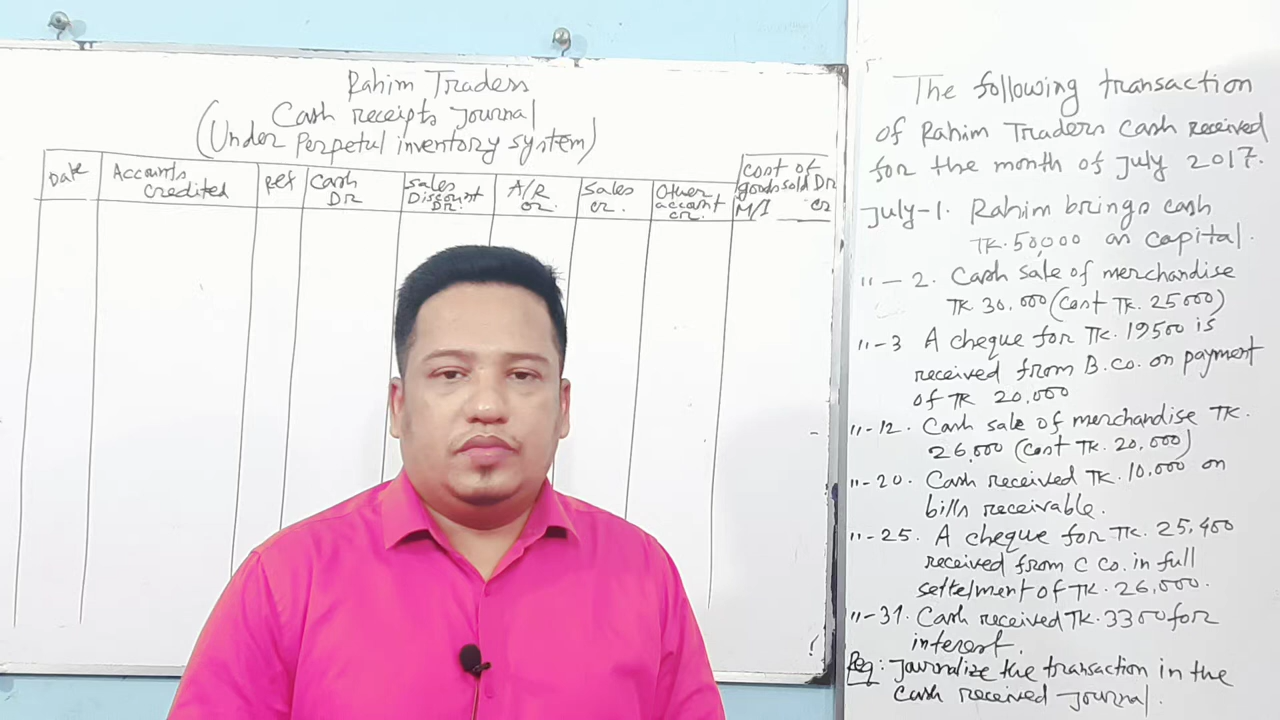 Rahim Traders
Cash receipts Journal
(Under Perpetual inventory system)
Date
Accounts
credited
Ref
Cash
DR
Sales
Discount
DR.
A/R
cr.
Sales
cr.
Other
account
cr.
Cost of
goods sold DR
M/I cr
The following transaction
of Rahim Traders cash received
for the month of July 2017.
July-1. Rahim brings cash
TK. 50,000 as capital.
"-2. Cash sale of merchandise
TK 30.000 (Cost TK. 25000)
"-3 A cheque for TK. 19500 is
received from B.Co. on payment
of TK 20,000
"-12. Cash sale of merchandise TK.
26,000 (Cost TK. 20,000)
"-20. Cash received TK. 10,000 on
bills receivable.
"-25. A cheque for TK. 25,400
received from C Co. in full
settelment of TK. 26,000.
"-31. Cash received TK. 3300 for
interest.
Req: Journalize the transaction in the
cash received Journal.